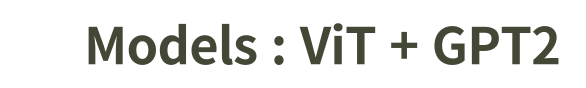 Models : ViT + GPT2